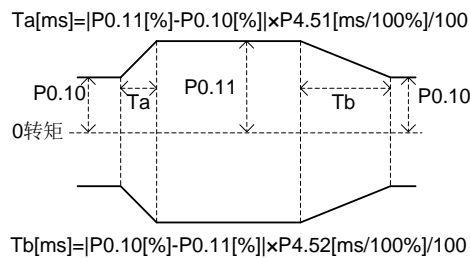 Ta[ms]=|P0.11[%]-P0.10[%]|×P4.51[ms/100%]/100
P0.10
Ta
P0.11
Tb
P0.10
0转矩
Tb[ms]=|P0.10[%]-P0.11[%]|×P4.52[ms/100%]/100